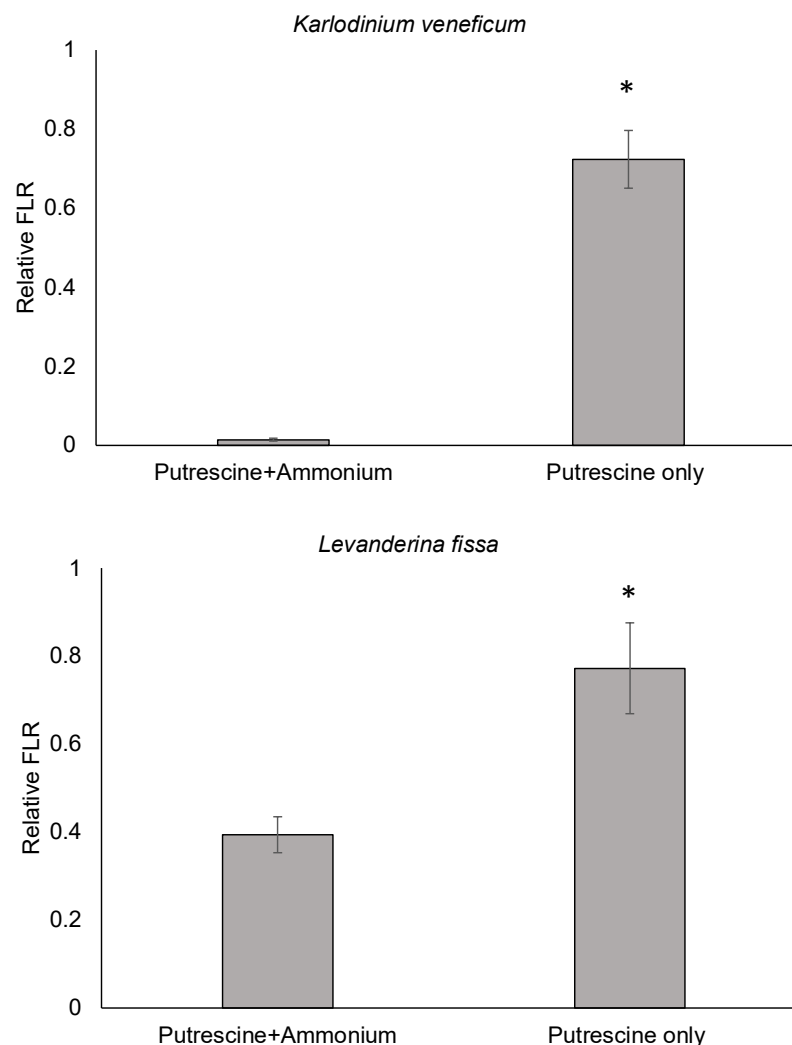 Karlodinium veneficum
1
*
0.8
0.6
0.4
0.2
0
Relative FLR
Putrescine+Ammonium Putrescine only
Levanderina fissa
1
*
0.8
0.6
0.4
0.2
0
Relative FLR
Putrescine+Ammonium Putrescine only